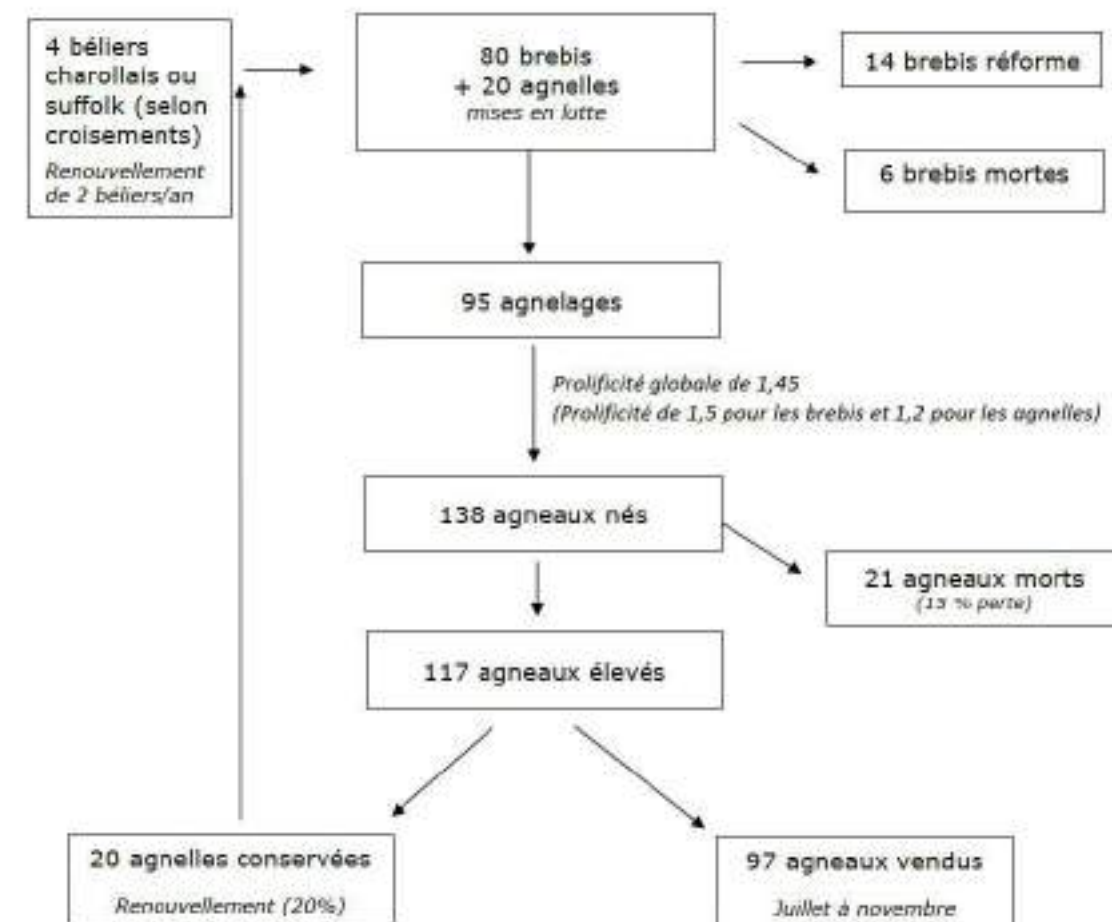 4 béliers
charollais ou
suffolk (selon
croisements)
Renouvellement
de 2 béliers/an
80 brebis
+ 20 agnelles
mises en lutte
14 brebis réforme
6 brebis mortes
95 agnelages
Prolificité globale de 1,45
(Prolificité de 1,5 pour les brebis et 1,2 pour les agnelles)
138 agneaux nés
21 agneaux morts
(15 % perte)
117 agneaux élevés
20 agnelles conservées
Renouvellement (20%)
97 agneaux vendus
Juillet à novembre